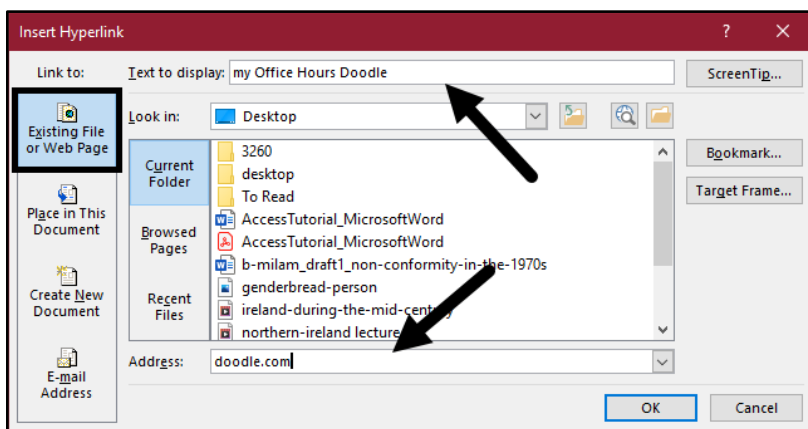 Insert Hyperlink
? ×
Link to:
Text to display: my Office Hours Doodle
ScreenTip...
Existing File
or Web Page
Look in: Desktop
Current
Folder
3260
desktop
To Read
AccessTutorial_MicrosoftWord
AccessTutorial_MicrosoftWord
b-milam_draft1_non-conformity-in-the-1970s
genderbread-person
ireland-during-the-mid-century
northern-ireland lecture
Browsed
Pages
Recent
Files
Bookmark...
Target Frame...
Place in This
Document
Create New
Document
E-mail
Address
Address: doodle.com
OK
Cancel